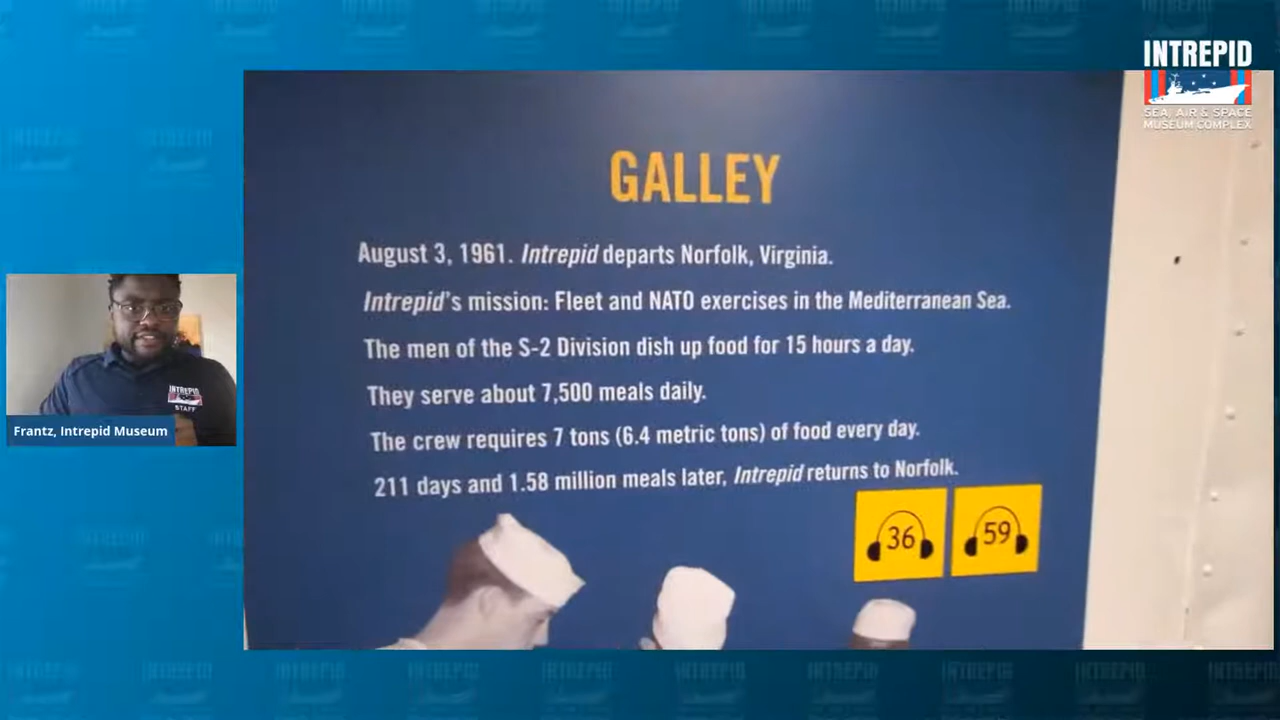 INTREPID
SEA, AIR & SPACE
MUSEUM COMPLEX
GALLEY
August 3, 1961. Intrepid departs Norfolk, Virginia.
Intrepid's mission: Fleet and NATO exercises in the Mediterranean Sea.
The men of the S-2 Division dish up food for 15 hours a day.
They serve about 7,500 meals daily.
The crew requires 7 tons (6.4 metric tons) of food every day.
211 days and 1.58 million meals later, Intrepid returns to Norfolk.
36
59
INTREPID
STAFF
Frantz, Intrepid Museum